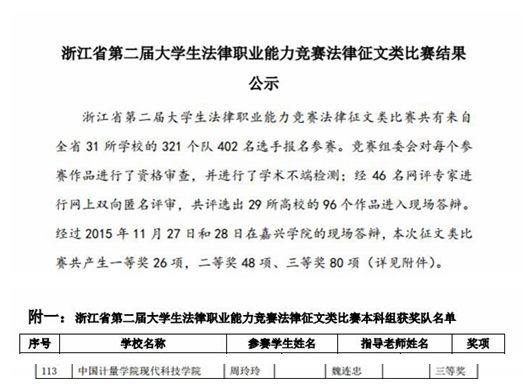 浙江省第二届大学生法律职业能力竞赛法律征文类比赛结果
公示
浙江省第二届大学生法律职业能力竞赛法律征文类比赛共有来自
全省 31 所学校的 321 个队 402 名选手报名参赛。竞赛组委会对每个参
赛作品进行了资格审查，并进行了学术不端检测；经 46 名网评专家进
行网上双向匿名评审，共评选出 29 所高校的 96 个作品进入现场答辩。
经过 2015 年 11 月 27 日和 28 日在嘉兴学院的现场答辩，本次征文类比
赛共产生一等奖 26 项，二等奖 48 项、三等奖 80 项（详见附件）。
附一：浙江省第二届大学生法律职业能力竞赛法律征文类比赛本科组获奖队名单
序号 学校名称 参赛学生姓名 指导老师姓名 奖项
113 中国计量学院现代科技学院 周玲玲 魏连忠 三等奖